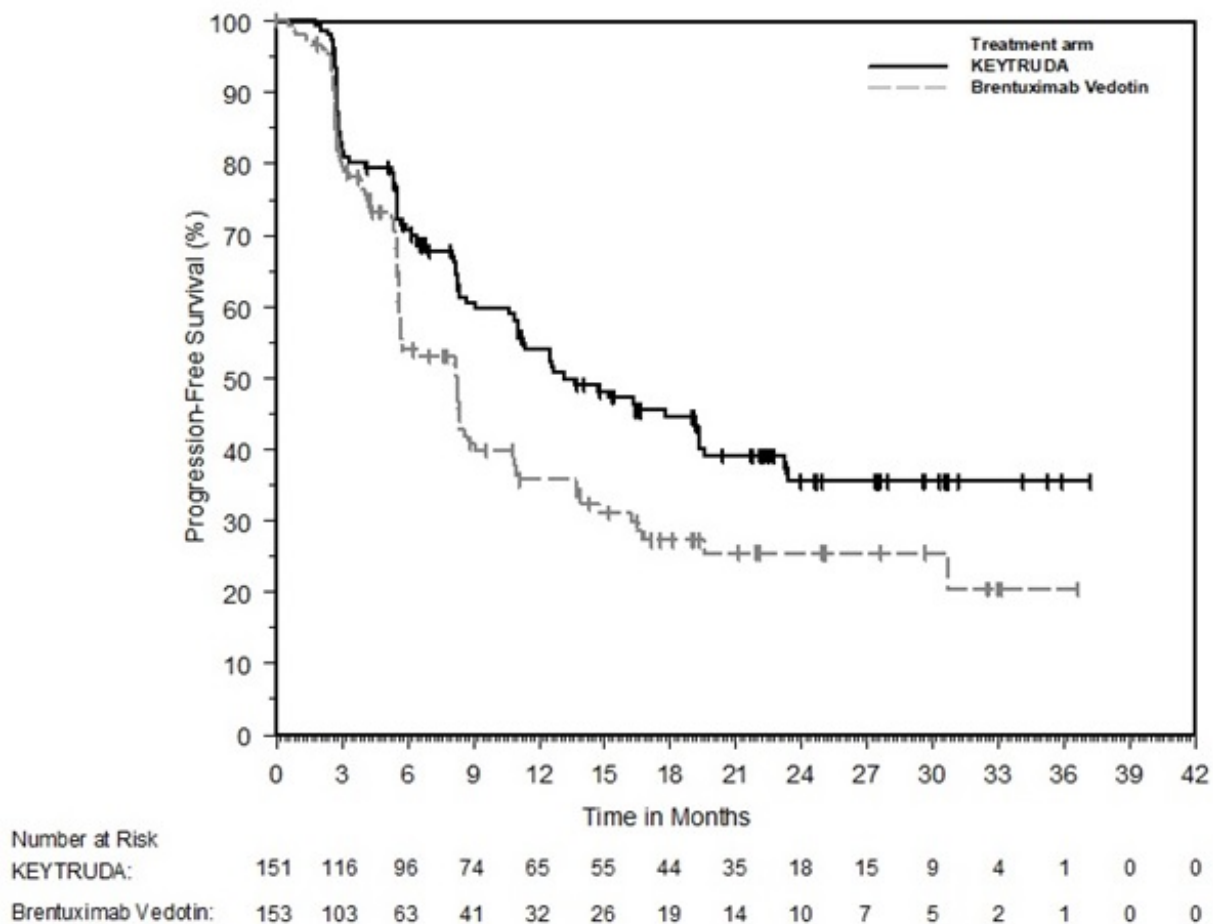 Treatment arm
KEYTRUDA
Brentuximab Vedotin
Progression-Free Survival (%)
100
90
80
70
60
50
40
30
20
10
0
0 3 6 9 12 15 18 21 24 27 30 33 36 39 42
Time in Months
Number at Risk
KEYTRUDA: 151 116 96 74 65 55 44 35 18 15 9 4 1 0 0
Brentuximab Vedotin: 153 103 63 41 32 26 19 14 10 7 5 2 1 0 0